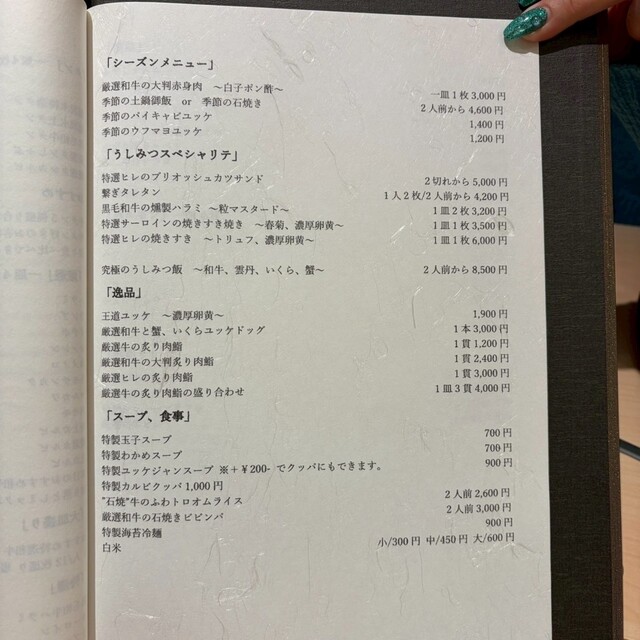 「シーズンメニュー」
厳選和牛の大判赤身肉 ～白子ポン酢～ 一皿1枚3,000円
季節の土鍋御飯 or 季節の石焼き 2人前から4,600円
季節のパイキャビユッケ 1,400円
季節のウフマヨユッケ 1,200円
「うしみつスペシャリテ」
特選ヒレのブリオッシュカツサンド 2切れから5,000円
繋ぎタレタン 1人2枚/2人前から4,200円
黒毛和牛の燻製ハラミ ～粒マスタード～ 1皿2枚3,200円
特選サーロインの焼きすき焼き ～春菊、濃厚卵黄～ 1皿1枚3,500円
特選ヒレの焼きすき ～トリュフ、濃厚卵黄～ 1皿1枚6,000円
究極のうしみつ飯 ～和牛、雲丹、いくら、蟹～ 2人前から8,500円
「逸品」
王道ユッケ ～濃厚卵黄～ 1,900円
厳選和牛と蟹、いくらユッケドッグ 1本3,000円
厳選牛の炙り肉鮨 1貫1,200円
厳選和牛の大判炙り肉鮨 1貫2,400円
厳選ヒレの炙り肉鮨 1貫3,000円
厳選牛の炙り肉鮨の盛り合わせ 1皿3貫4,000円
「スープ、食事」
特製玉子スープ 700円
特製わかめスープ 700円
特製ユッケジャンスープ ※＋￥200- でクッパにもできます。 900円
特製カルビクッパ 1,000円
"石焼"牛のふわトロオムライス 2人前2,600円
厳選和牛の石焼きビビンバ 2人前3,000円
特製海苔冷麺 900円
白米 小/300円 中/450円 大/600円